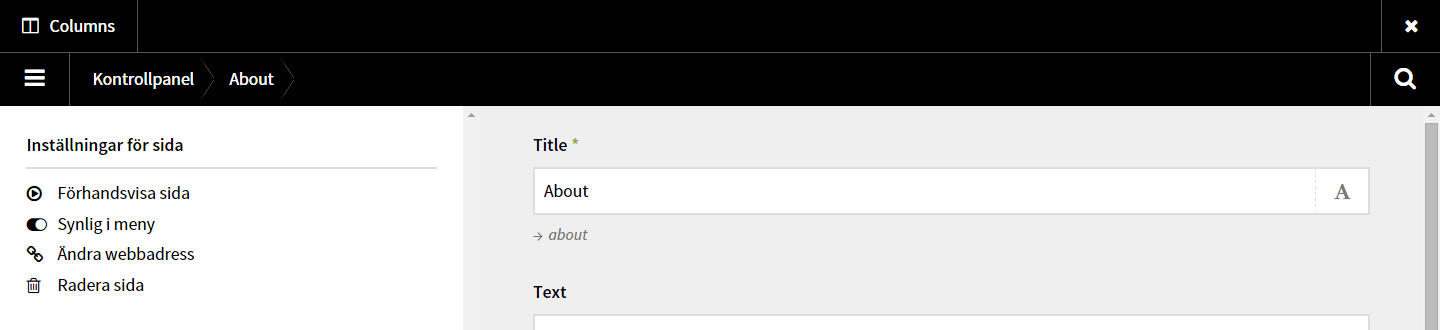 Columns
Kontrollpanel
About
Inställningar för sida
Förhandsvisa sida
Synlig i meny
Ändra webbadress
Radera sida
Title *
About
A
→ about
Text